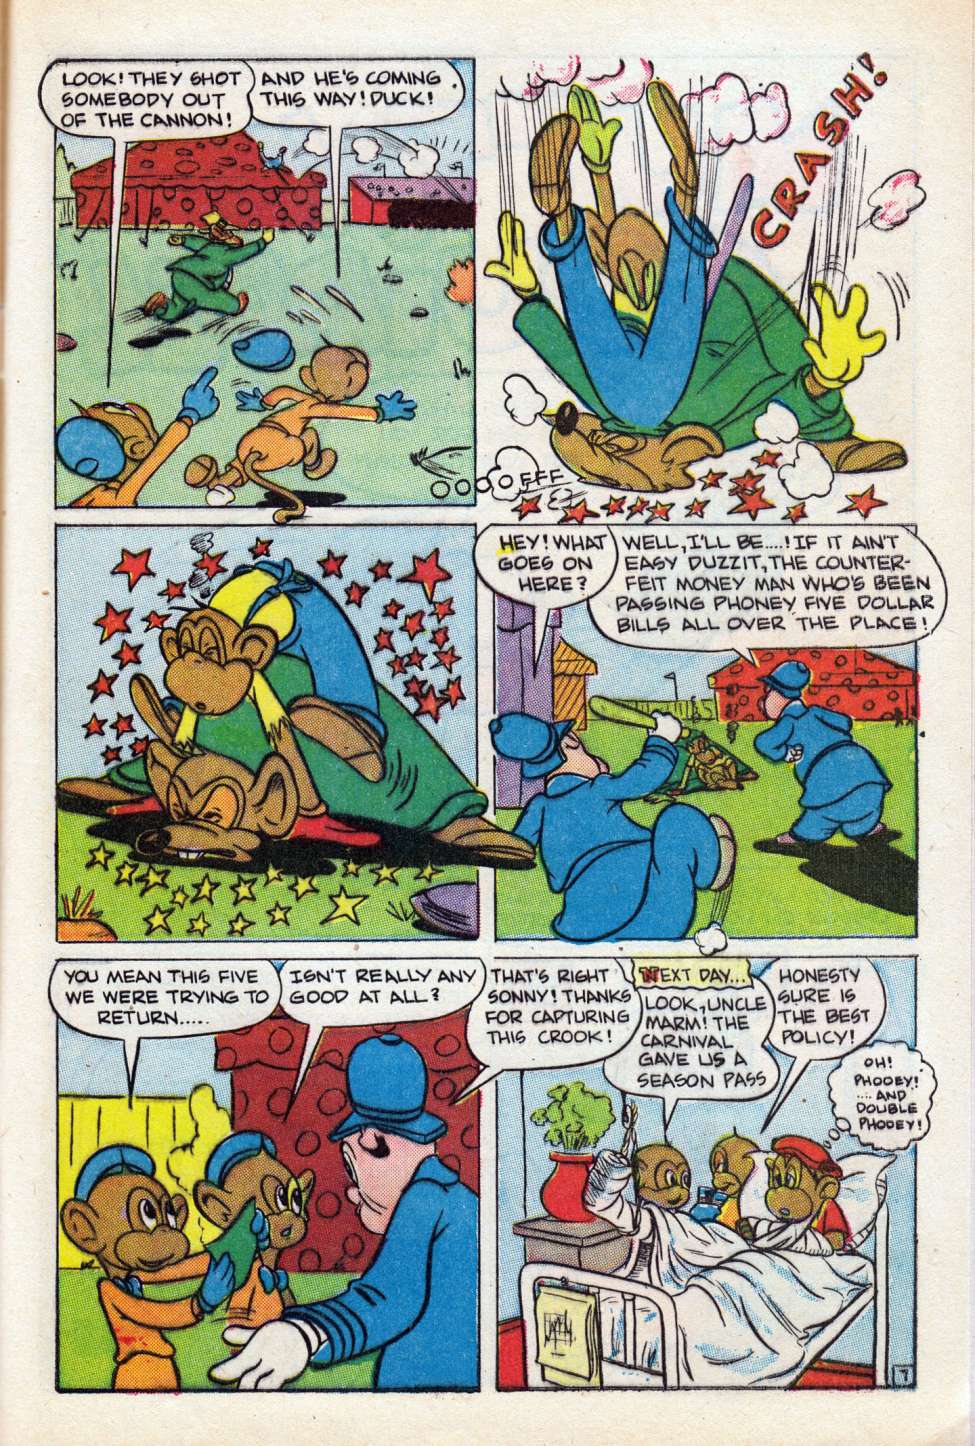 LOOK! THEY SHOT
SOMEBODY OUT
OF THE CANNON!
AND HE'S COMING
THIS WAY! DUCK!
CRASH!
OOOOFFF
HEY! WHAT
GOES ON
HERE?
WELL, I'LL BE....! IF IT AIN'T
EASY DUZZIT, THE COUNTER-
FEIT MONEY MAN WHO'S BEEN
PASSING PHONEY FIVE DOLLAR
BILLS ALL OVER THE PLACE!
YOU MEAN THIS FIVE
WE WERE TRYING TO
RETURN.....
ISN'T REALLY ANY
GOOD AT ALL?
THAT'S RIGHT
SONNY! THANKS
FOR CAPTURING
THIS CROOK!
NEXT DAY...
LOOK, UNCLE
MARM! THE
CARNIVAL
GAVE US A
SEASON PASS
HONESTY
SURE IS
THE BEST
POLICY!
OH!
PHOOEY!
....AND
DOUBLE
PHOOEY!
7